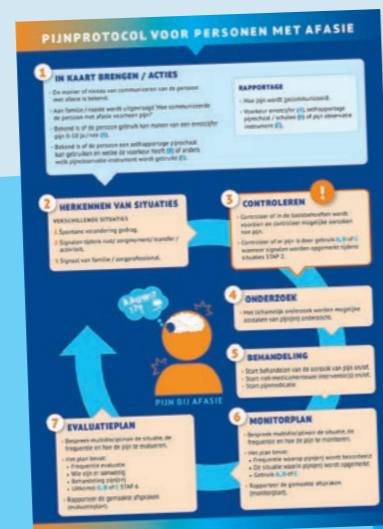 PIJNPROTOCOL VOOR PERSONEN MET AFASIE
1 IN KAART BRENGEN / ACTIES
- De manier of niveau van communiceren van de persoon
met afasie is bekend.
- Aan familie / naaste wordt uitgevraagd 'Hoe communiceerde
de persoon met afasie voorheen pijn?'
- Bekend is of de persoon gebruik kan maken van een emotiecijfer
pijn 0-10 ja/nee (A).
- Bekend is of de persoon een zelfrapportage pijnschaal
kan gebruiken en welke de voorkeur heeft (B) of anders
welk pijnobservatie-instrument wordt gebruikt (C).
RAPPORTAGE
- Hoe pijn wordt gecommuniceerd.
- Voorkeur emotiecijfer (A), zelfrapportage
pijnschaal / schalen (B) of pijn observatie
instrument (C).
2 HERKENNEN VAN SITUATIES
VERSCHILLENDE SITUATIES
1 Spontane verandering gedrag.
2 Signalen tijdens rust/ zorgmoment/ transfer /
activiteit.
3 Signaal van familie / zorgprofessional.
3 CONTROLEREN !
- Controleer of in de basisbehoeften wordt
voorzien en controleer mogelijke oorzaken
van pijn.
- Controleer of er pijn is door gebruik A, B of C
wanneer signalen worden opgemerkt tijdens
situaties STAP 2.
4 ONDERZOEK
- Met lichamelijk onderzoek worden mogelijke
oorzaken van pijn(en) onderzocht.
5 BEHANDELING
- Start behandelen van de oorzaak van pijn en/of.
- Start niet-medicamenteuze interventie(s) en/of.
- Start pijnmedicatie.
AAUW!!
???
PIJN BIJ AFASIE
6 MONITORPLAN
- Bespreek multidisciplinair de situatie, de
frequentie en hoe de pijn te monitoren.
- Het plan bevat:
• Frequentie waarop pijn(en) wordt beoordeeld
• De situatie waarin pijn(en) wordt opgemerkt
• Gebruik A, B of C
- Rapporteer de gemaakte afspraken
(monitorplan).
7 EVALUATIEPLAN
- Bespreek multidisciplinair de situatie, de
frequentie en hoe de pijn te evalueren.
- Het plan bevat:
• Frequentie evaluatie
• Wie zijn er aanwezig
• Behandeling pijn(en)
• Uitkomst A, B of C STAP 6
- Rapporteer de gemaakte afspraken
(evaluatieplan).